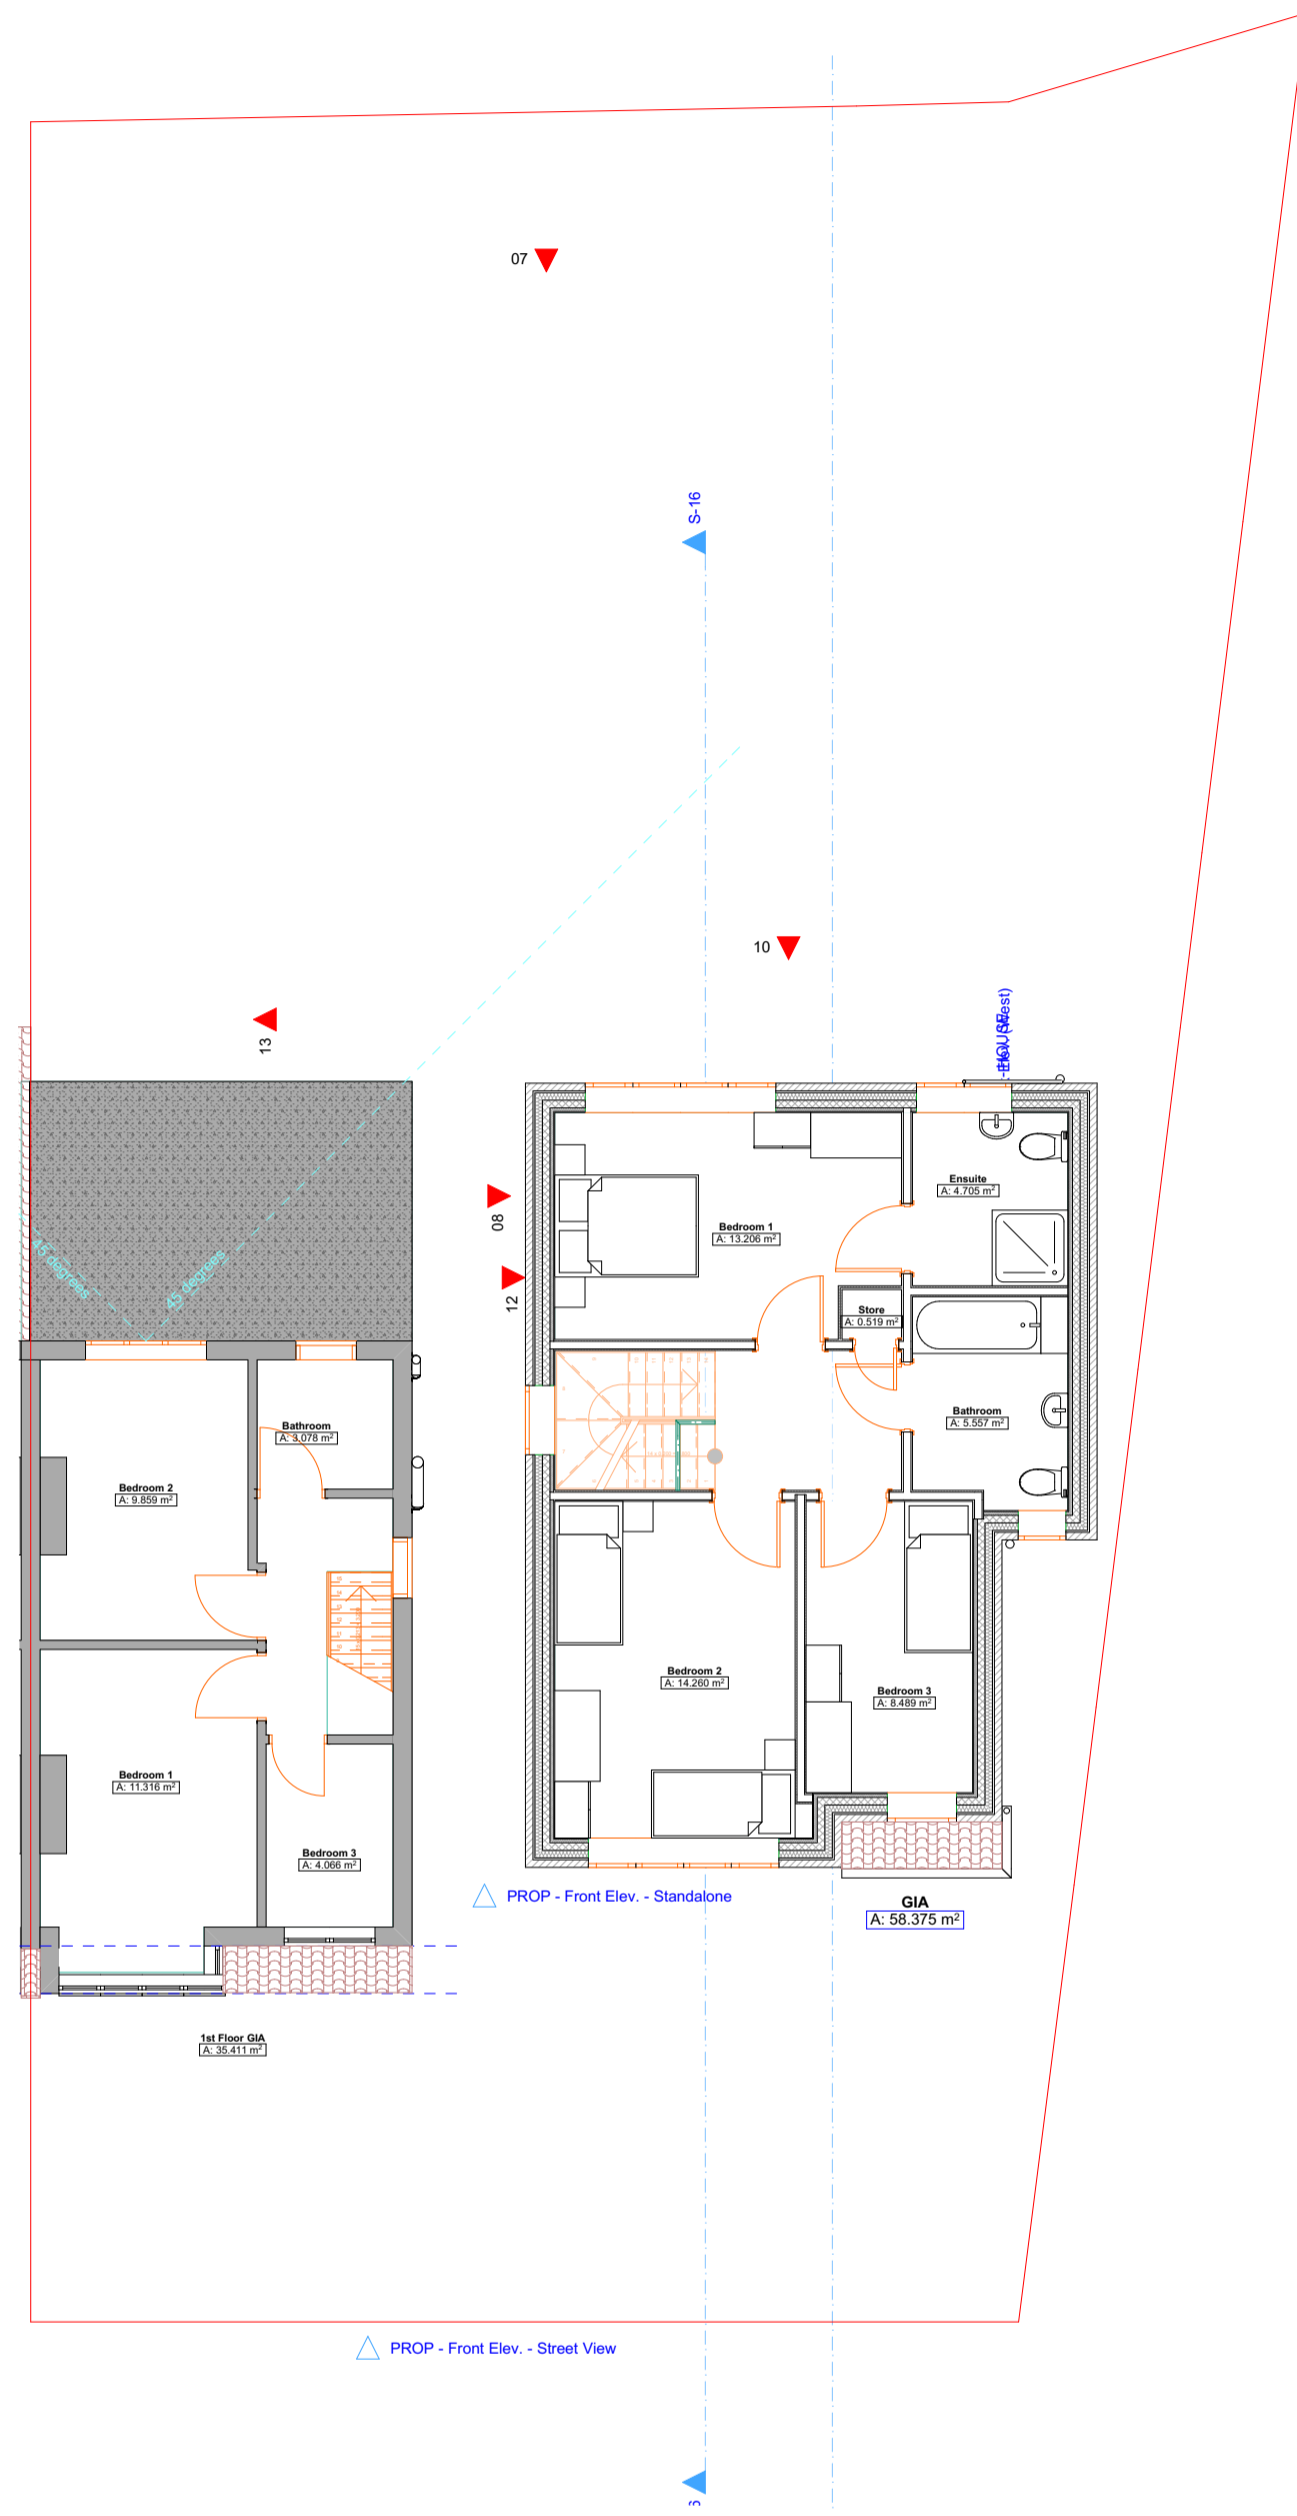 07
S-16
10
- HOUSE
Elev. (West)
13
45 degrees
45 degrees
08
12
Ensuite
A: 4.705 m²
Bedroom 1
A: 13.206 m²
Store
A: 0.519 m²
Bathroom
A: 5.557 m²
Bathroom
A: 3.078 m²
Bedroom 2
A: 9.859 m²
Bedroom 2
A: 14.260 m²
Bedroom 3
A: 8.489 m²
Bedroom 1
A: 11.316 m²
Bedroom 3
A: 4.066 m²
PROP - Front Elev. - Standalone
GIA
A: 58.375 m²
1st Floor GIA
A: 35.411 m²
PROP - Front Elev. - Street View